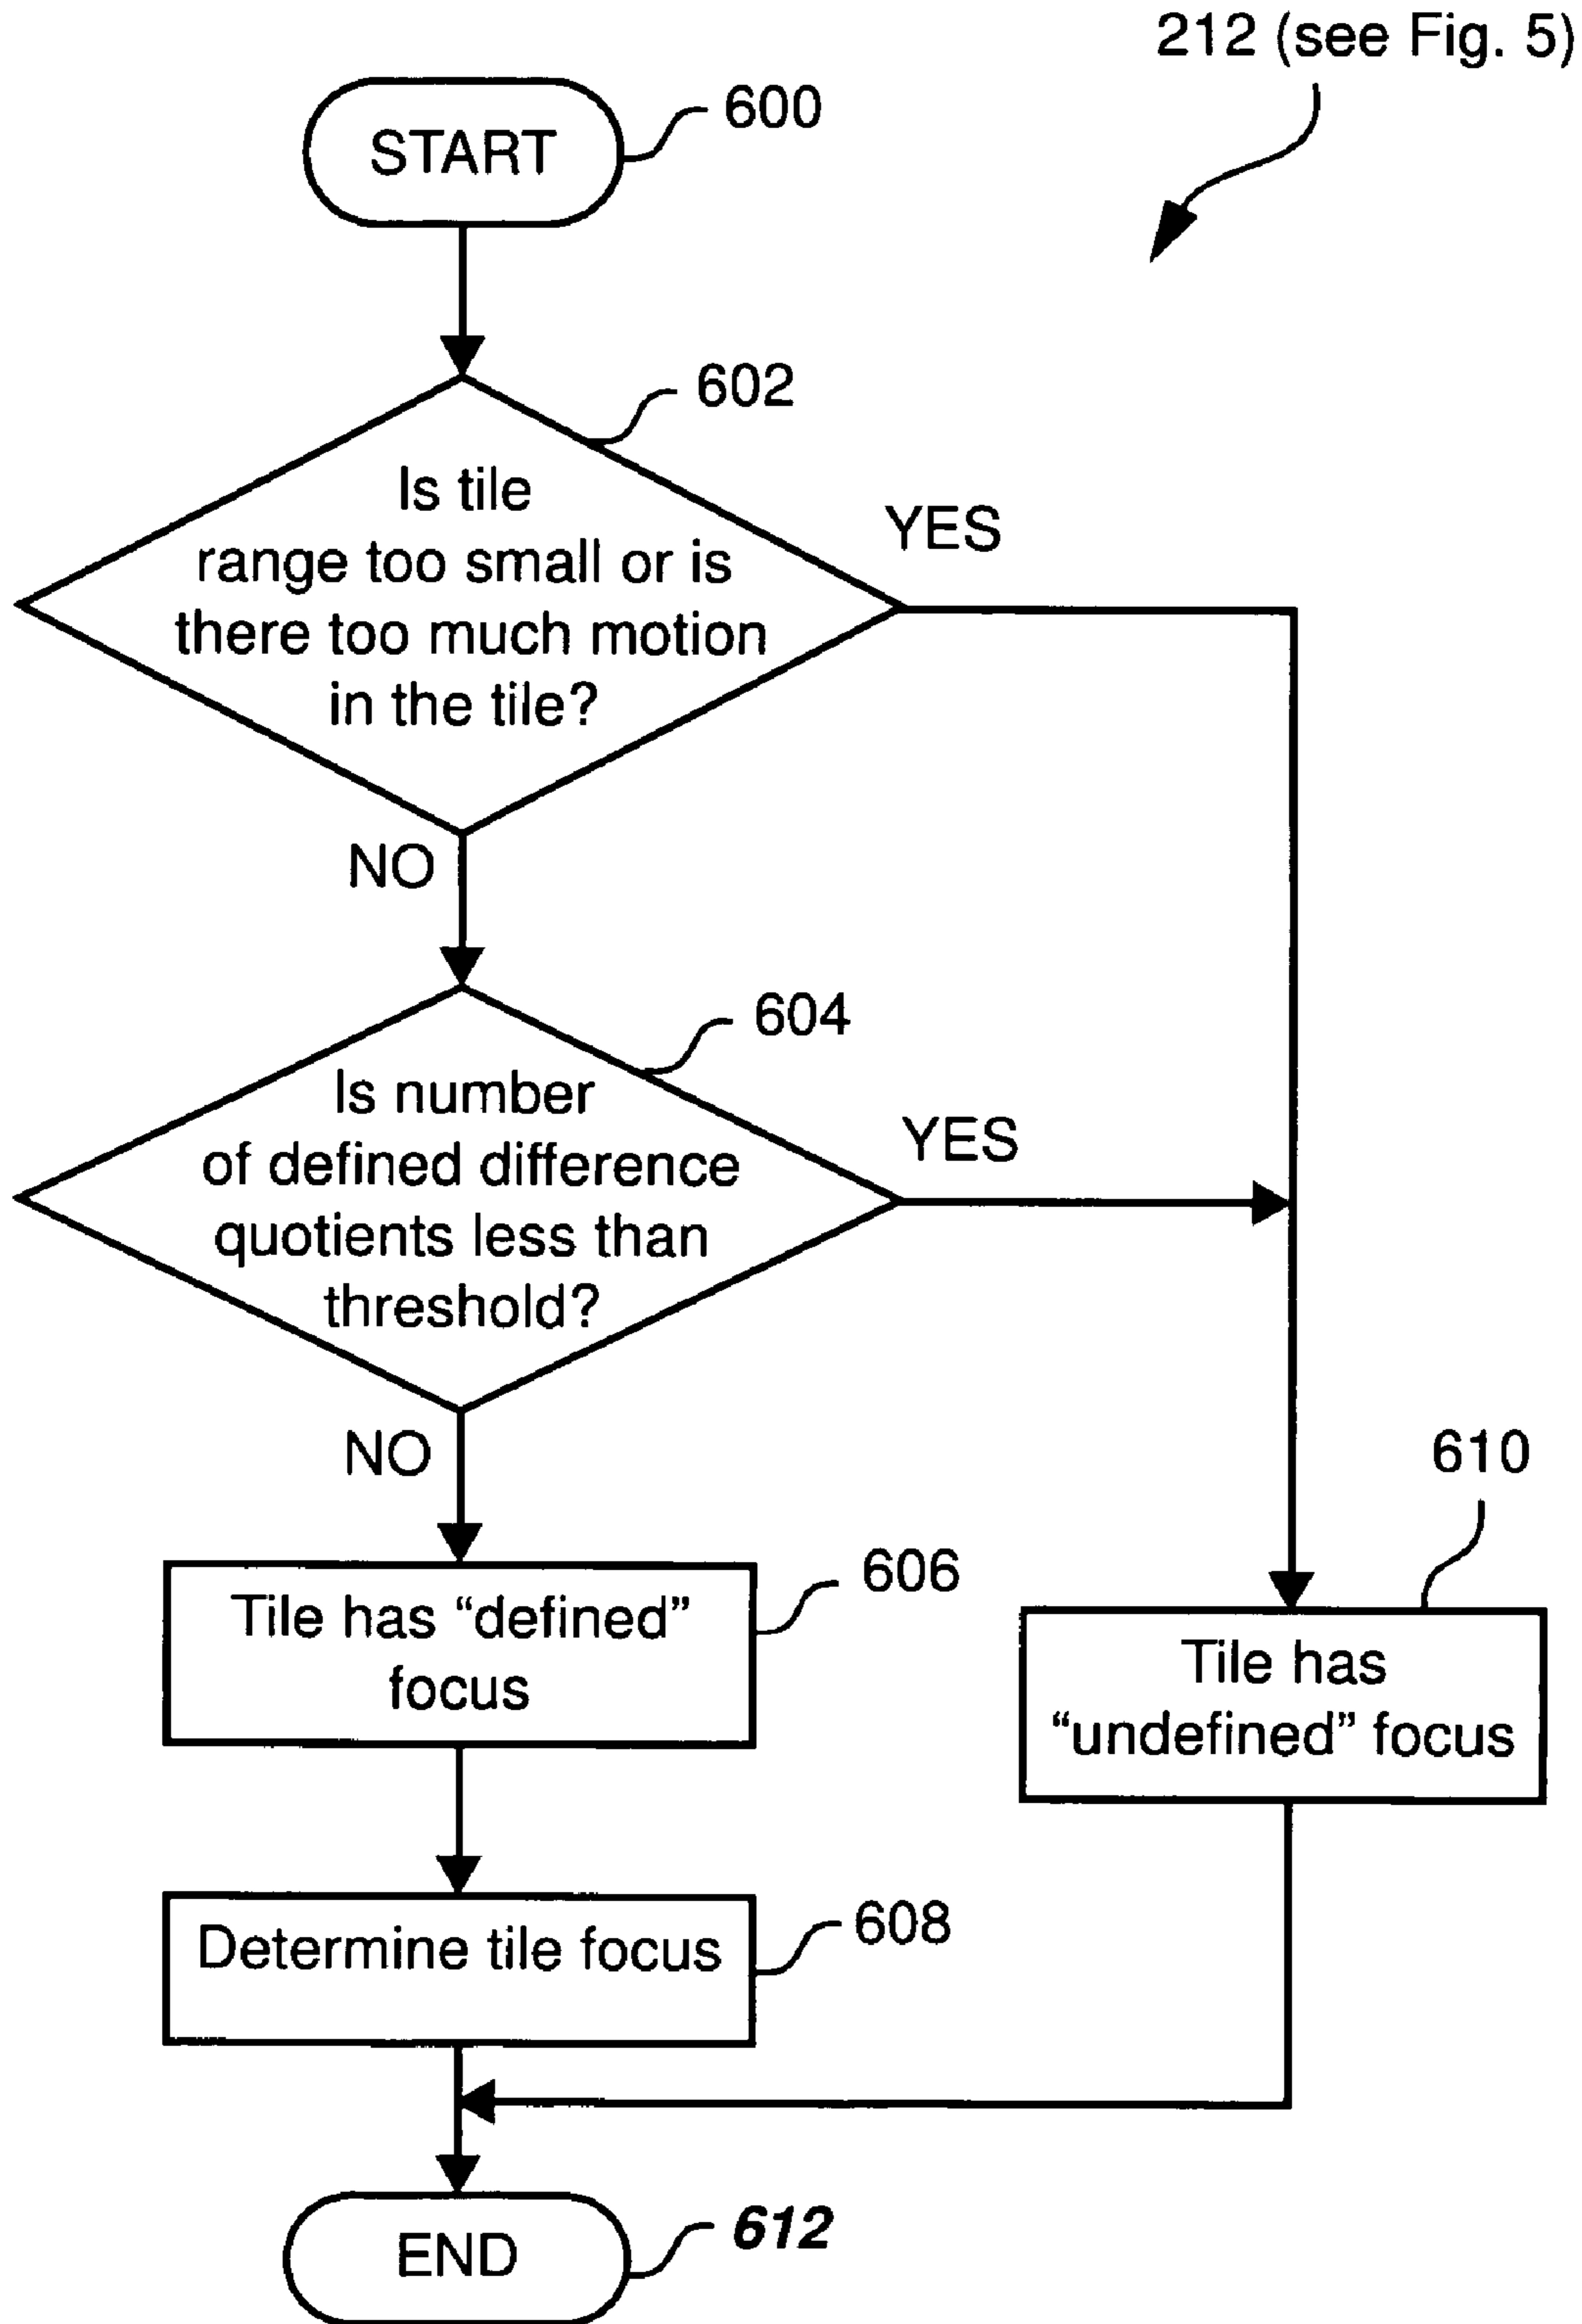 212 (see Fig. 5)
START
600
602
Is tile
range too small or is
there too much motion
in the tile?
YES
NO
604
Is number
of defined difference
quotients less than
threshold?
YES
NO
606
Tile has “defined”
focus
610
Tile has
“undefined” focus
608
Determine tile focus
END
612